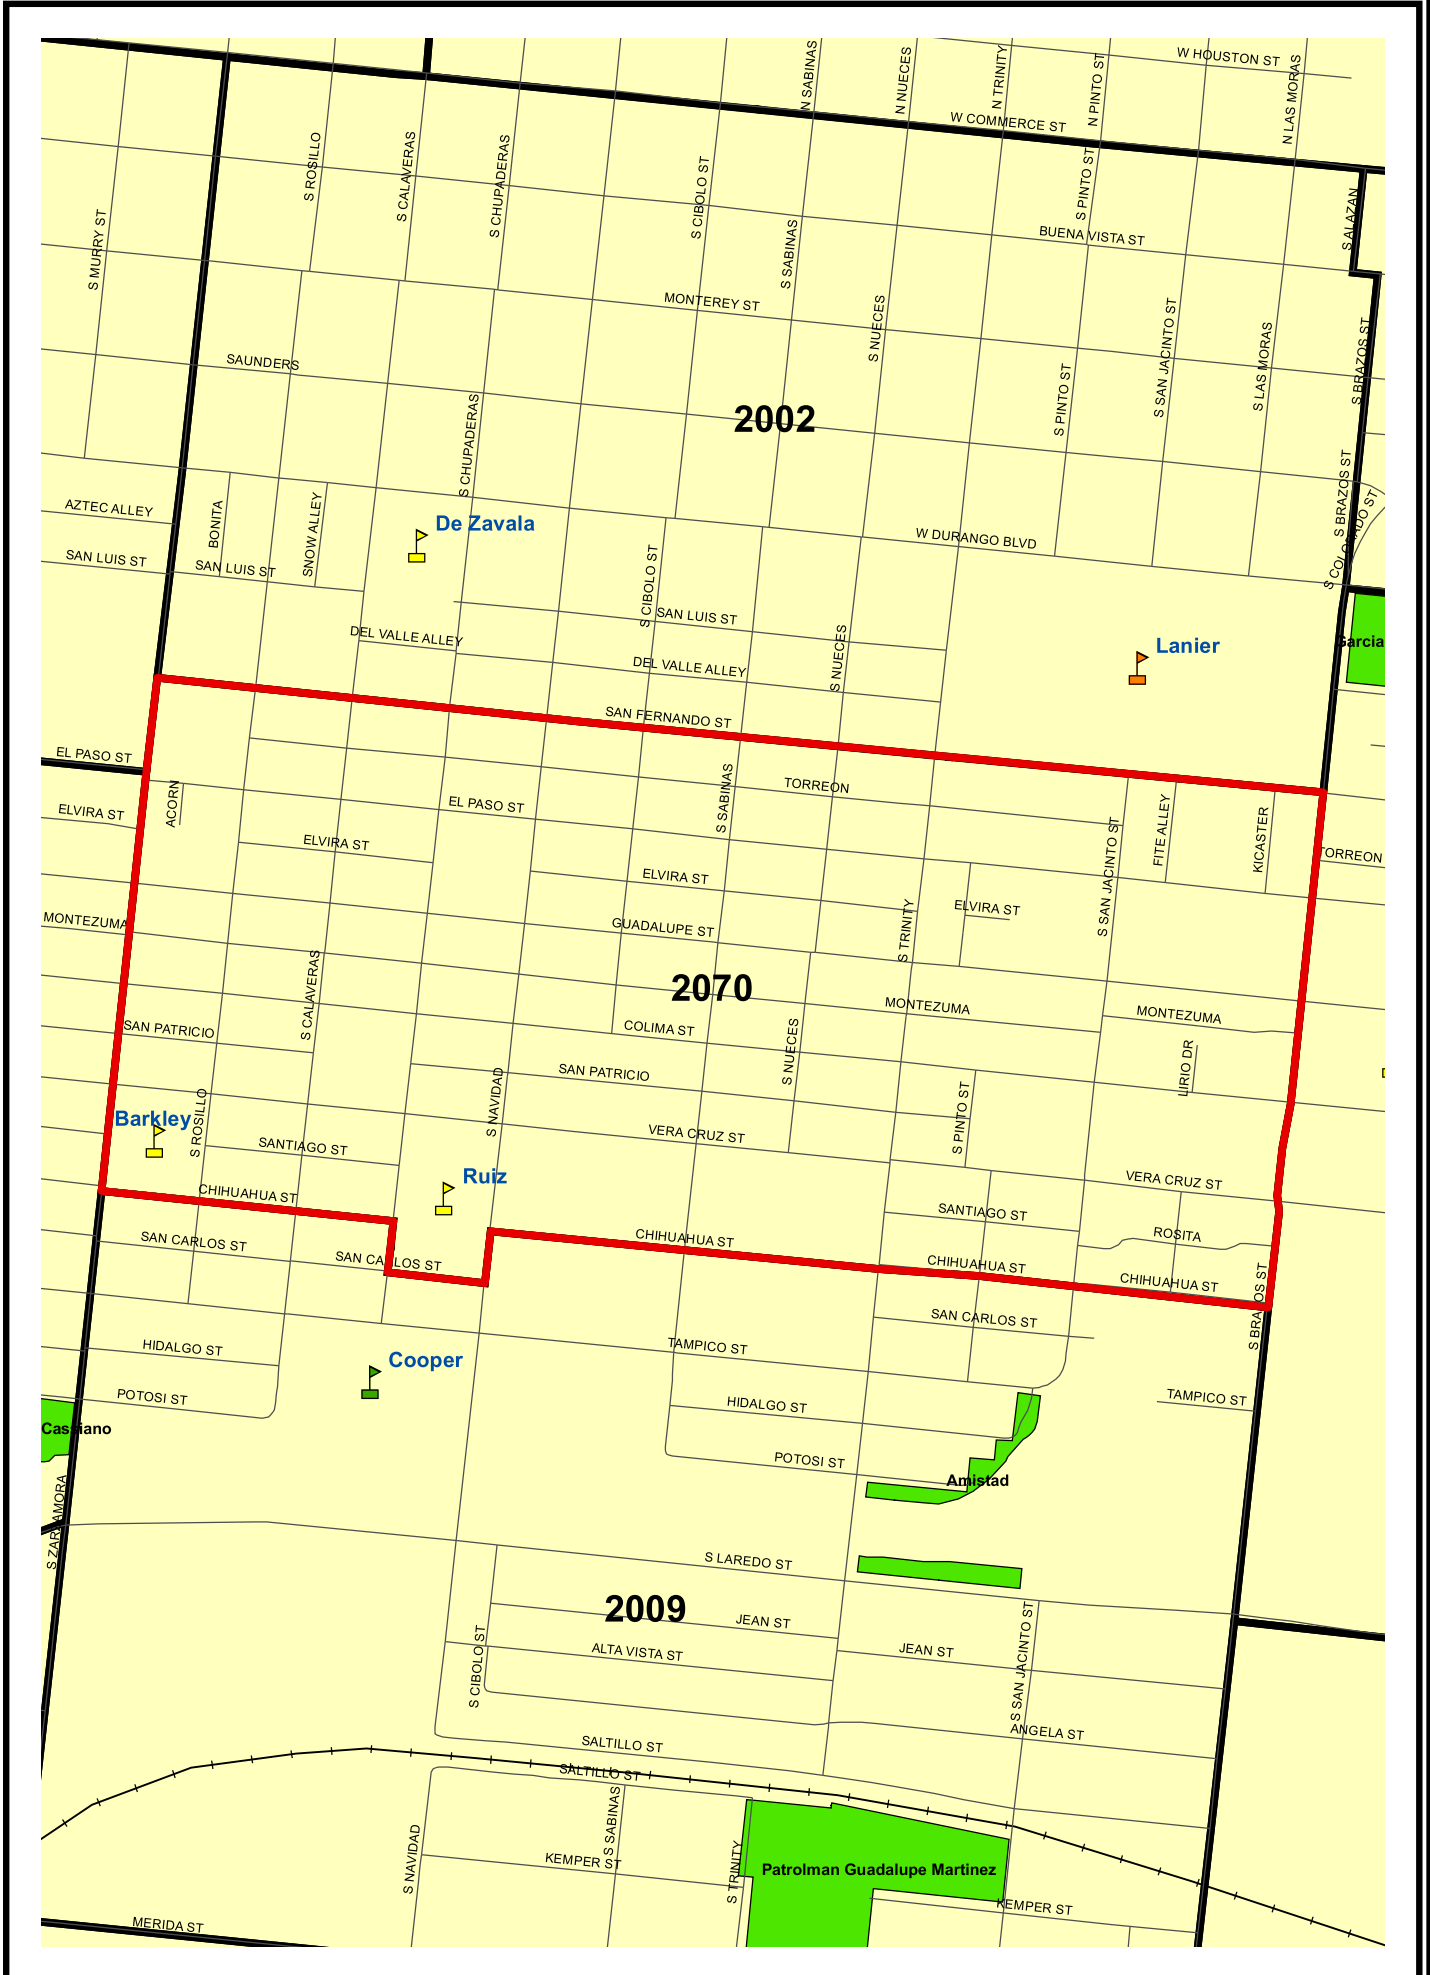 W HOUSTON ST
N SABINAS
N NUECES
N TRINITY
N PINTO ST
N LAS MORAS
W COMMERCE ST
S ROSILLO
S CALAVERAS
S CHUPADERAS
S CIBOLO ST
S PINTO ST
S ALAZAN
S MURRY ST
S SABINAS
BUENA VISTA ST
MONTEREY ST
S NUECES
S SAN JACINTO ST
S LAS MORAS
S BRAZOS ST
SAUNDERS
S PINTO ST
2002
S CHUPADERAS
S BRAZOS ST
AZTEC ALLEY
BONITA
SNOW ALLEY
De Zavala
S COLORADO ST
W DURANGO BLVD
SAN LUIS ST
SAN LUIS ST
S CIBOLO ST
SAN LUIS ST
DEL VALLE ALLEY
DEL VALLE ALLEY
S NUECES
Lanier
Garcia
SAN FERNANDO ST
EL PASO ST
ACORN
EL PASO ST
S SABINAS
TORREON
ELVIRA ST
ELVIRA ST
FITE ALLEY
KICASTER
TORREON
ELVIRA ST
S SAN JACINTO ST
ELVIRA ST
MONTEZUMA
GUADALUPE ST
S TRINITY
S CALAVERAS
2070
MONTEZUMA
MONTEZUMA
SAN PATRICIO
COLIMA ST
S NUECES
LIRIO DR
SAN PATRICIO
S NAVIDAD
S PINTO ST
Barkley
S ROSILLO
SANTIAGO ST
VERA CRUZ ST
Ruiz
VERA CRUZ ST
CHIHUAHUA ST
SANTIAGO ST
SAN CARLOS ST
SAN CARLOS ST
CHIHUAHUA ST
CHIHUAHUA ST
ROSITA
CHIHUAHUA ST
S BRAZOS ST
SAN CARLOS ST
HIDALGO ST
Cooper
TAMPICO ST
POTOSI ST
HIDALGO ST
TAMPICO ST
Cassiano
POTOSI ST
Amistad
S ZARZAMORA
S LAREDO ST
2009
JEAN ST
JEAN ST
S CIBOLO ST
ALTA VISTA ST
S SAN JACINTO ST
ANGELA ST
SALTILLO ST
SALTILLO ST
S NAVIDAD
S SABINAS
KEMPER ST
S TRINITY
Patrolman Guadalupe Martinez
KEMPER ST
MERIDA ST